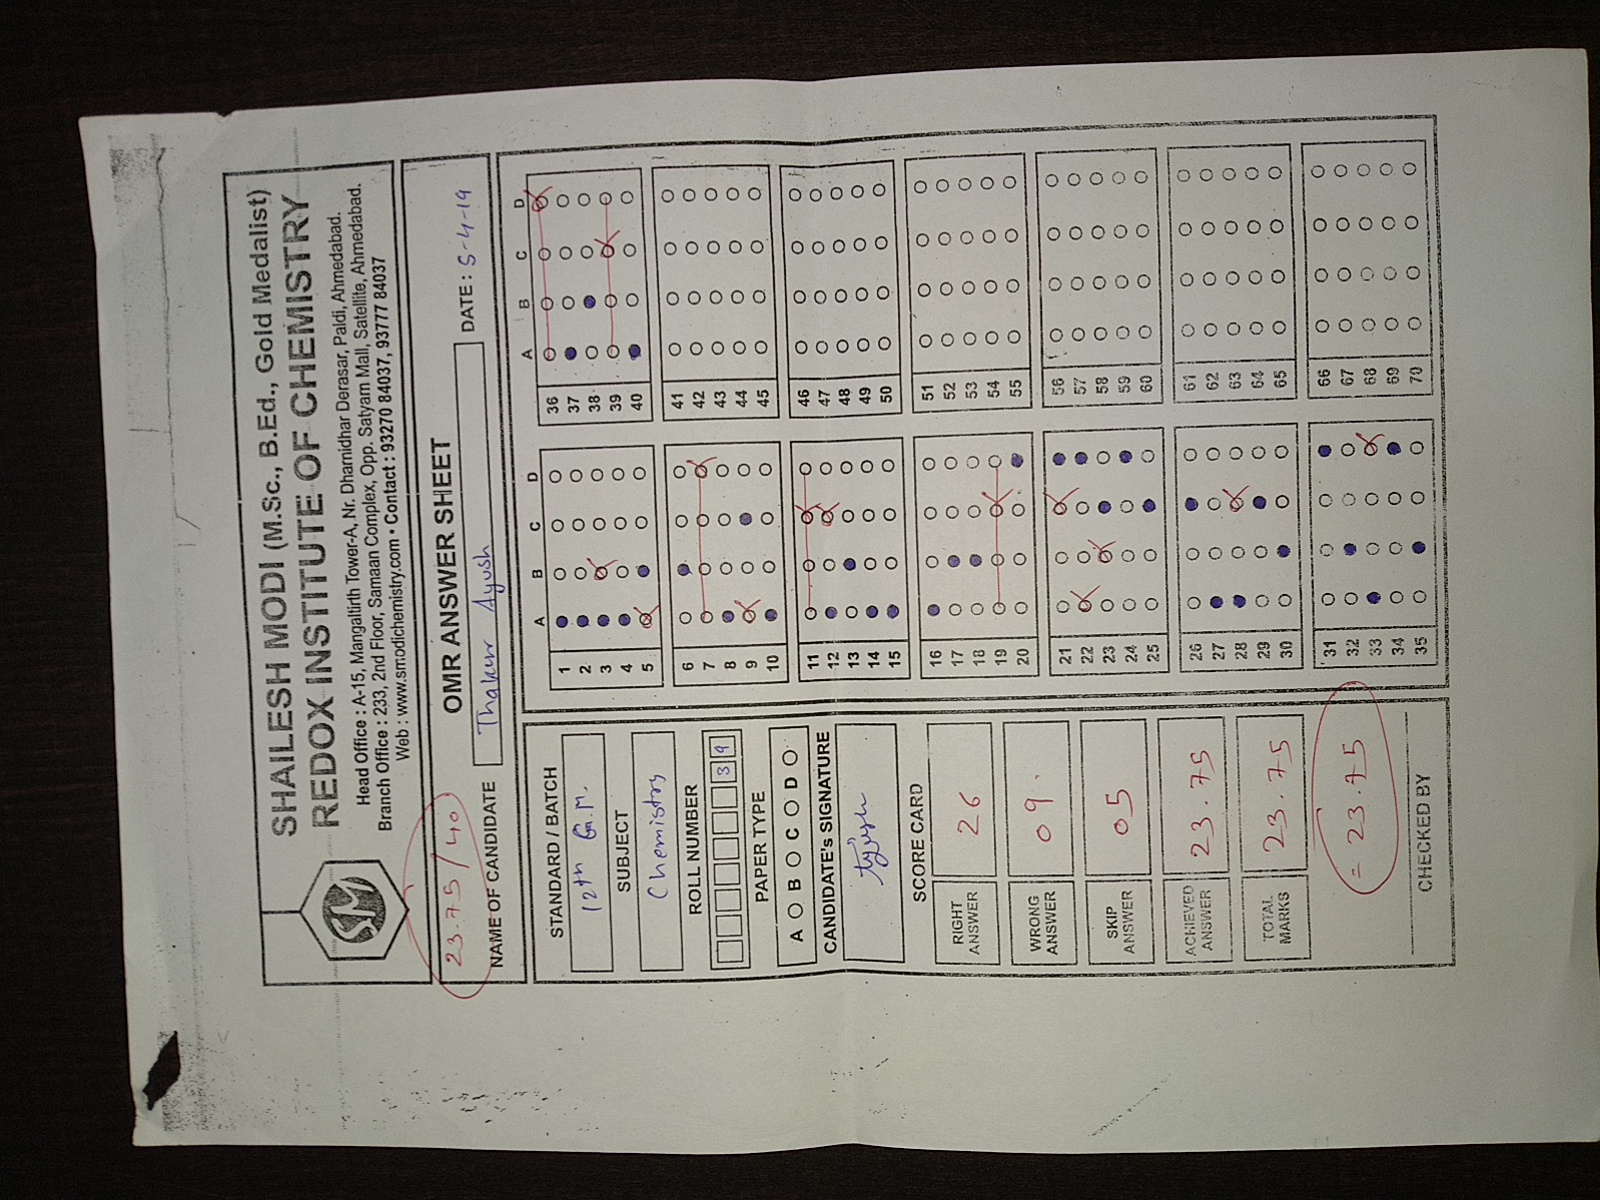 SHAILESH MODI (M.Sc., B.Ed., Gold Medalist)
REDOX INSTITUTE OF CHEMISTRY
SM
Head Office : A-15, Mangaltirth Tower-A, Nr. Dharnidhar Derasar, Paldi, Ahmedabad.
Branch Office : 233, 2nd Floor, Samaan Complex, Opp. Satyam Mall, Satellite, Ahmedabad.
Web : www.smodichemistry.com • Contact : 93270 84037, 93777 84037
23.75/40
OMR ANSWER SHEET
NAME OF CANDIDATE Thakur Ayush
DATE : 5-4-19
STANDARD / BATCH
12th G.M.
SUBJECT
Chemistry
ROLL NUMBER
39
PAPER TYPE
A B C D
CANDIDATE's SIGNATURE
Ayush
SCORE CARD
RIGHT ANSWER 26
WRONG ANSWER 09.
SKIP ANSWER 05
ACHIEVED ANSWER 23.75
TOTAL MARKS 23.75
= 23.75
CHECKED BY
A B C D
1
2
3
4
5
6
7
8
9
10
11
12
13
14
15
16
17
18
19
20
21
22
23
24
25
26
27
28
29
30
31
32
33
34
35
A B C D
36
37
38
39
40
41
42
43
44
45
46
47
48
49
50
51
52
53
54
55
56
57
58
59
60
61
62
63
64
65
66
67
68
69
70